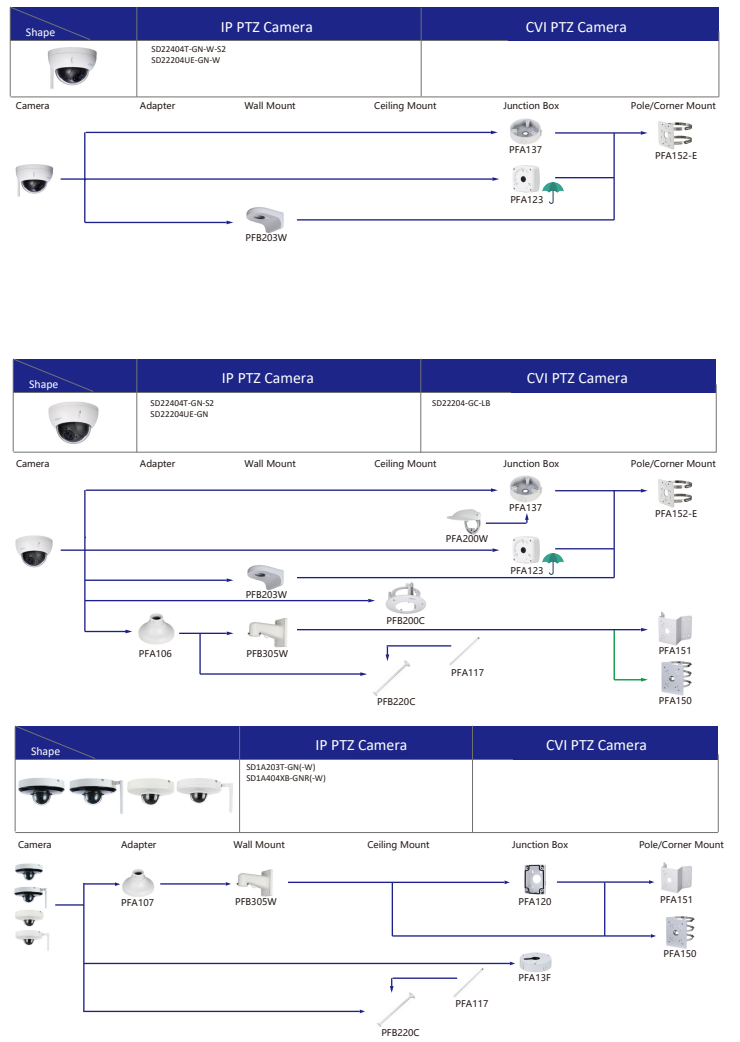 Shape
IP PTZ Camera
CVI PTZ Camera
SD22404T-GN-W-S2
SD22204UE-GN-W
Camera
Adapter
Wall Mount
Ceiling Mount
Junction Box
Pole/Corner Mount
PFA137
PFA152-E
PFA123
PFB203W
Shape
IP PTZ Camera
CVI PTZ Camera
SD22404T-GN-S2
SD22204UE-GN
SD22204-GC-LB
Camera
Adapter
Wall Mount
Ceiling Mount
Junction Box
Pole/Corner Mount
PFA137
PFA152-E
PFA200W
PFA123
PFB203W
PFB200C
PFA106
PFB305W
PFA151
PFA117
PFB220C
PFA150
Shape
IP PTZ Camera
CVI PTZ Camera
SD1A203T-GN(-W)
SD1A404XB-GNR(-W)
Camera
Adapter
Wall Mount
Ceiling Mount
Junction Box
Pole/Corner Mount
PFA107
PFB305W
PFA120
PFA151
PFA150
PFA13F
PFA117
PFB220C